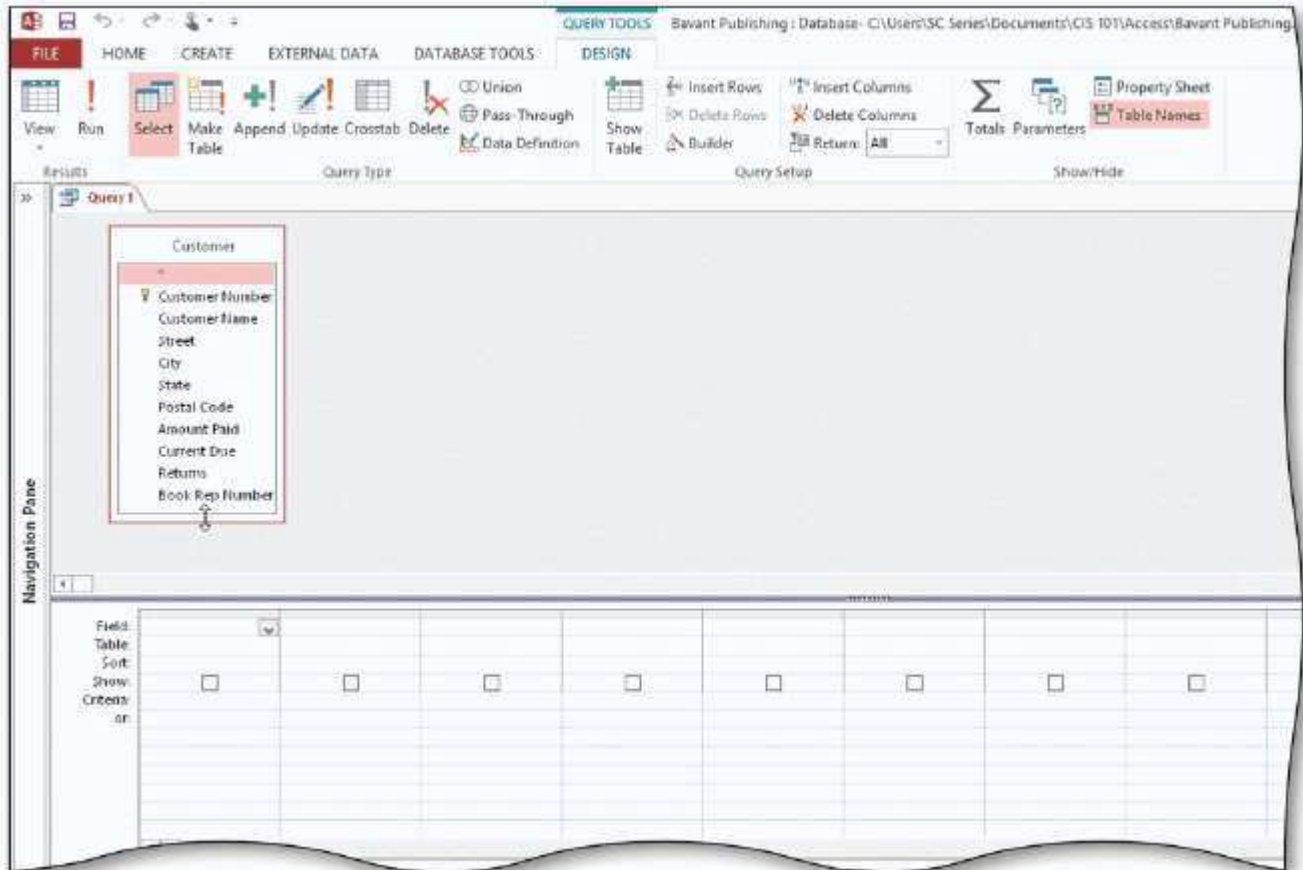 QUERY TOOLS Bavant Publishing : Database- C:\Users\SC Series\Documents\CIS 101\Access\Bavant Publishing.
FILE HOME CREATE EXTERNAL DATA DATABASE TOOLS DESIGN
View Run Select Make Table Append Update Crosstab Delete
Union
Pass-Through
Data Definition
Show Table
Insert Rows
Delete Rows
Builder
Insert Columns
Delete Columns
Return: All
Totals Parameters
Property Sheet
Table Names
Results Query Type Query Setup Show/Hide
» Query1
Customer
*
Customer Number
Customer Name
Street
City
State
Postal Code
Amount Paid
Current Due
Returns
Book Rep Number
Navigation Pane
Field:
Table:
Sort:
Show:
Criteria:
or: